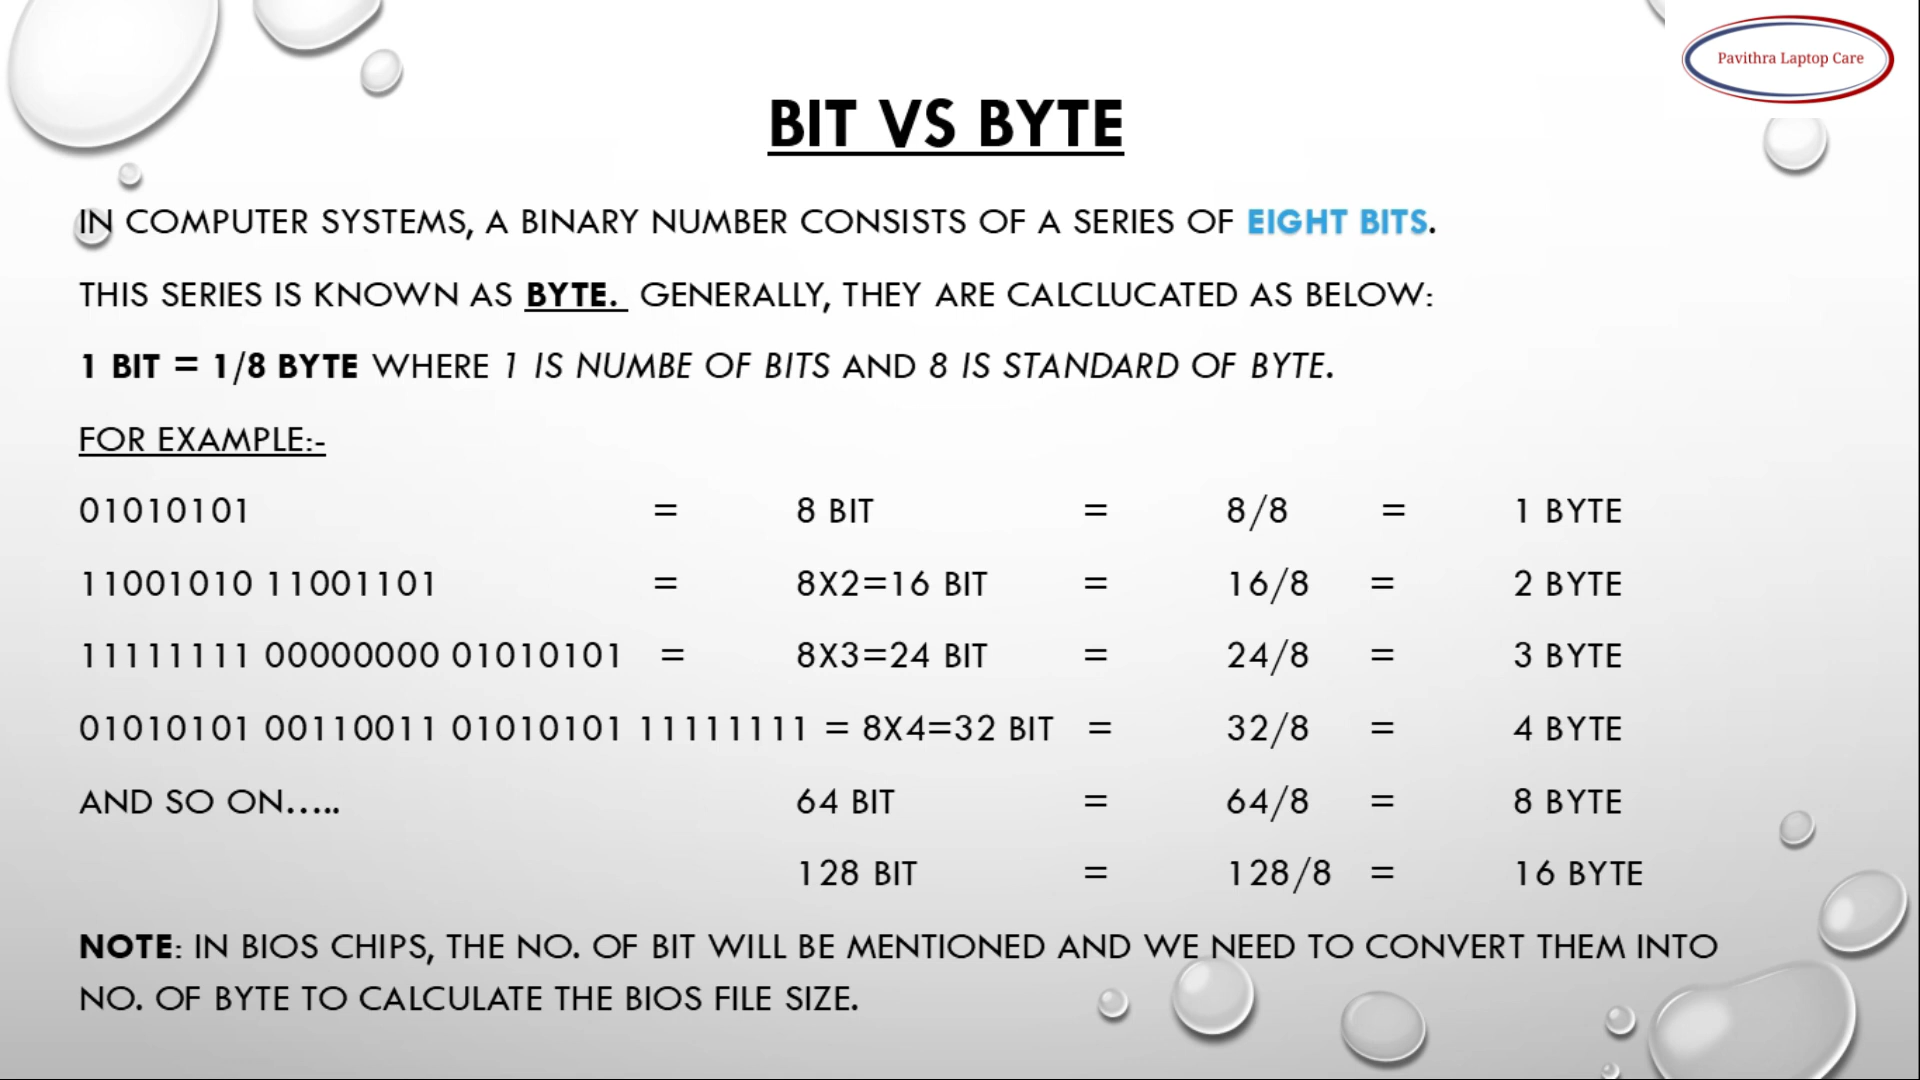 Pavithra Laptop Care
BIT VS BYTE
IN COMPUTER SYSTEMS, A BINARY NUMBER CONSISTS OF A SERIES OF EIGHT BITS.
THIS SERIES IS KNOWN AS BYTE. GENERALLY, THEY ARE CALCLUCATED AS BELOW:
1 BIT = 1/8 BYTE WHERE 1 IS NUMBE OF BITS AND 8 IS STANDARD OF BYTE.
FOR EXAMPLE:-
01010101 = 8 BIT = 8/8 = 1 BYTE
11001010 11001101 = 8X2=16 BIT = 16/8 = 2 BYTE
11111111 00000000 01010101 = 8X3=24 BIT = 24/8 = 3 BYTE
01010101 00110011 01010101 11111111 = 8X4=32 BIT = 32/8 = 4 BYTE
AND SO ON..... 64 BIT = 64/8 = 8 BYTE
128 BIT = 128/8 = 16 BYTE
NOTE: IN BIOS CHIPS, THE NO. OF BIT WILL BE MENTIONED AND WE NEED TO CONVERT THEM INTO
NO. OF BYTE TO CALCULATE THE BIOS FILE SIZE.